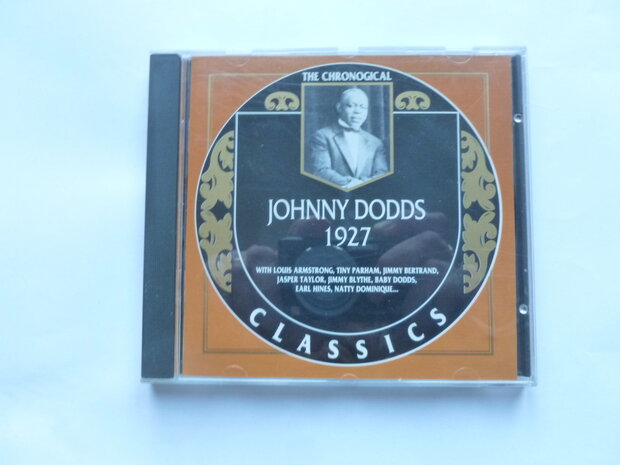 THE CHRONOGICAL
JOHNNY DODDS
1927
WITH LOUIS ARMSTRONG, TINY PARHAM, JIMMY BERTRAND,
JASPER TAYLOR, JIMMY BLYTHE, BABY DODDS,
EARL HINES, NATTY DOMINIQUE...
CLASSICS